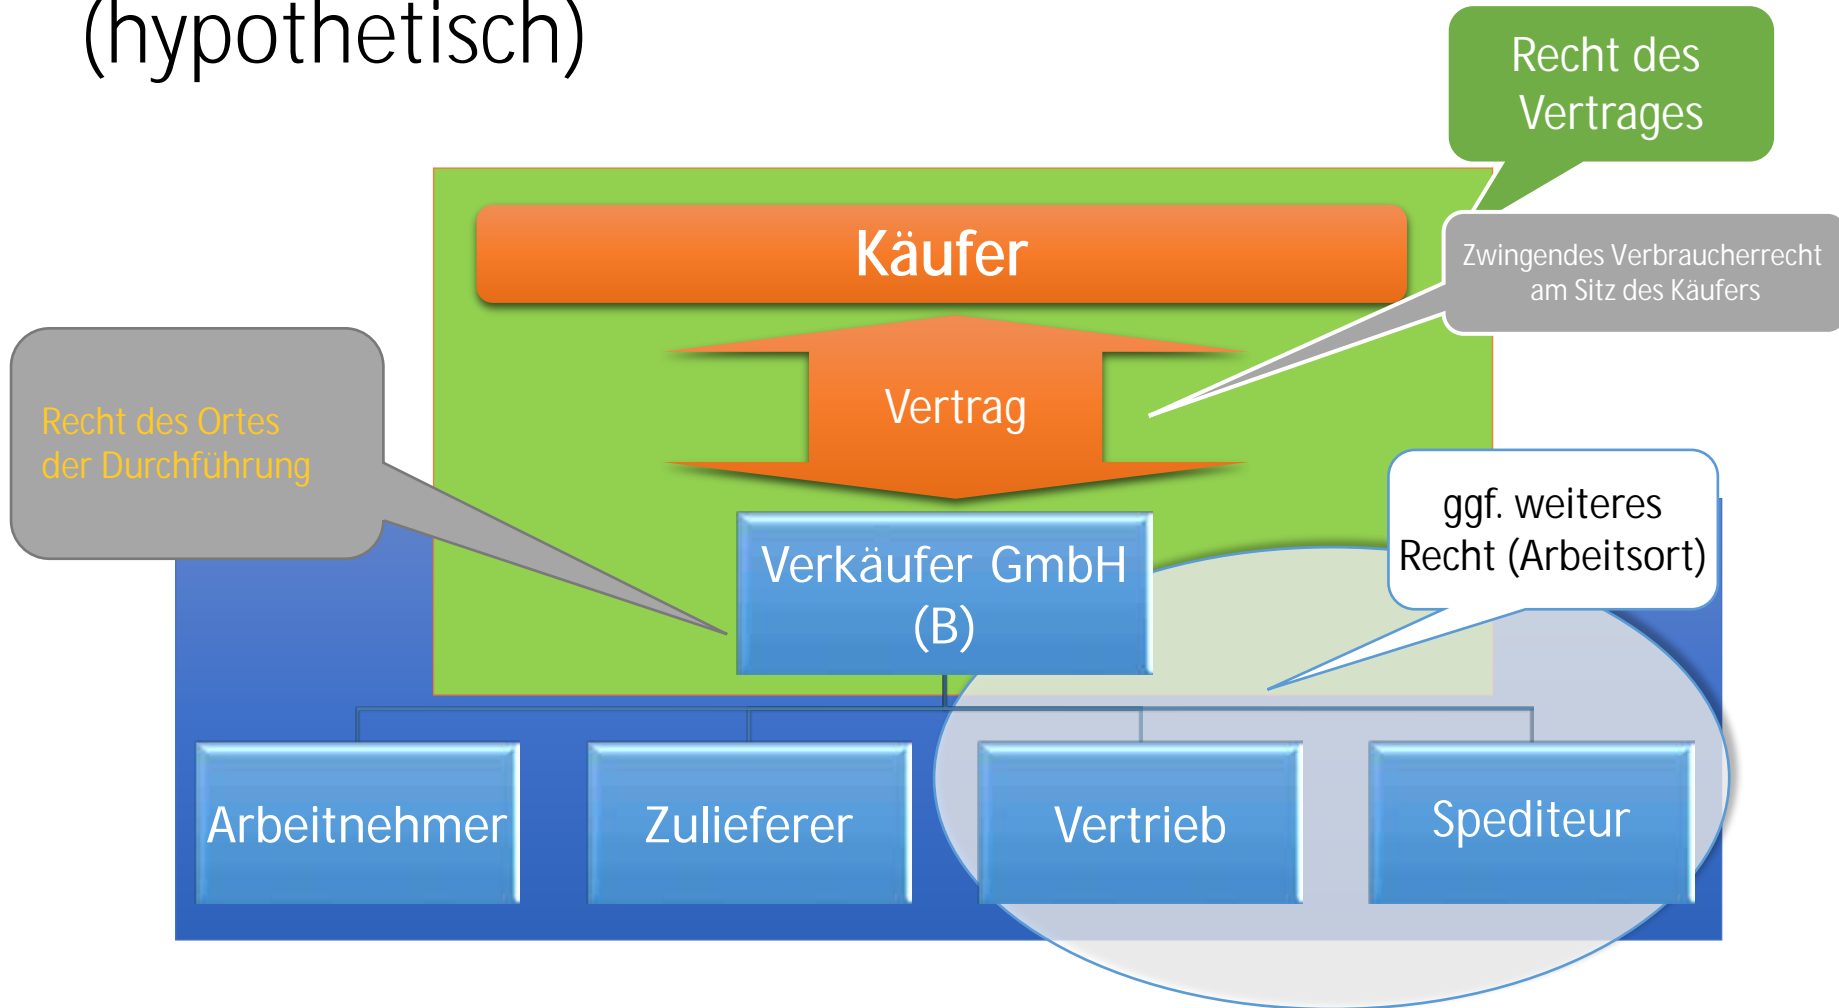 (hypothetisch)
Recht des
Vertrages
Käufer
Zwingendes Verbraucherrecht
am Sitz des Käufers
Vertrag
Recht des Ortes
der Durchführung
ggf. weiteres
Recht (Arbeitsort)
Verkäufer GmbH
(B)
Arbeitnehmer
Zulieferer
Vertrieb
Spediteur